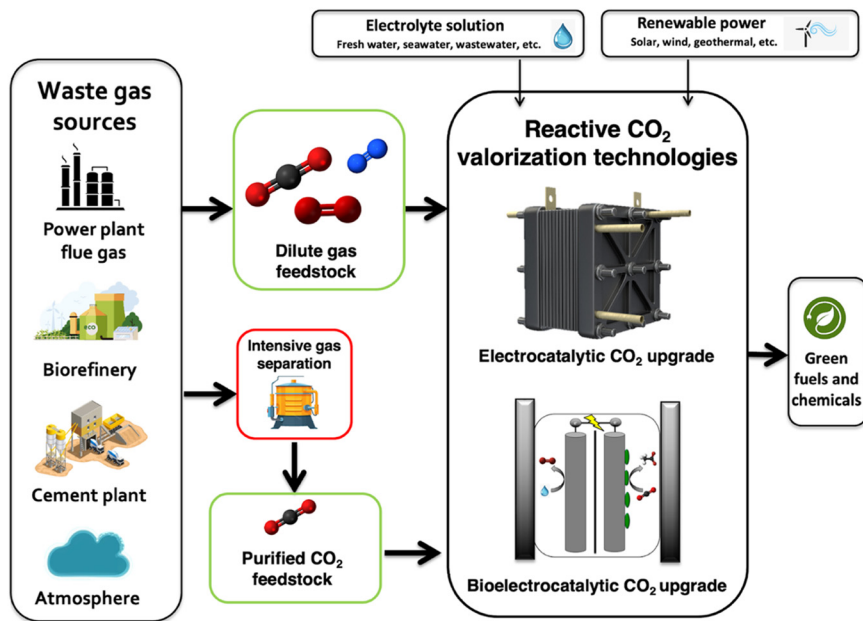 Electrolyte solution
Fresh water, seawater, wastewater, etc.
Renewable power
Solar, wind, geothermal, etc.
Waste gas
sources
Power plant
flue gas
eco
Biorefinery
Cement plant
Atmosphere
Dilute gas
feedstock
Intensive gas
separation
Purified CO₂
feedstock
Reactive CO₂
valorization technologies
Electrocatalytic CO₂ upgrade
Bioelectrocatalytic CO₂ upgrade
Green
fuels and
chemicals